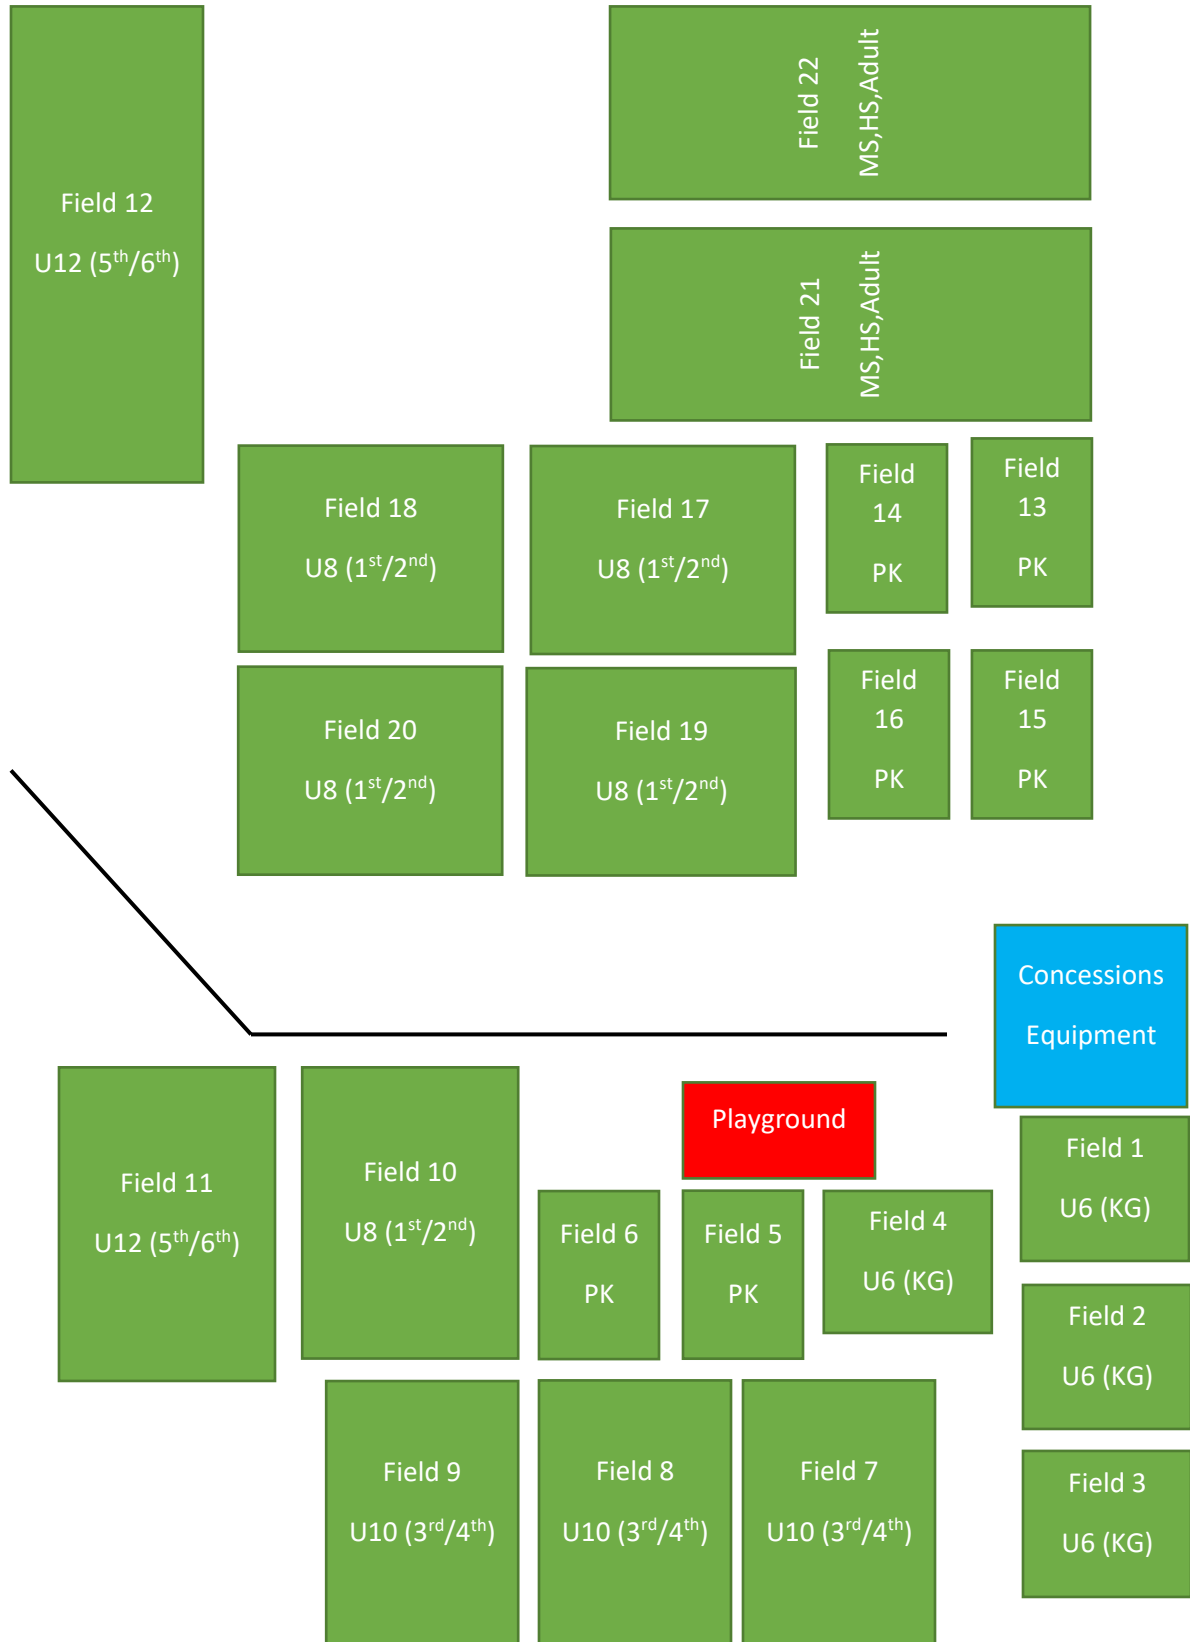 Field 12
U12 (5th/6th)
Field 22
MS,HS,Adult
Field 21
MS,HS,Adult
Field 18
U8 (1st/2nd)
Field 17
U8 (1st/2nd)
Field
14
PK
Field
13
PK
Field 20
U8 (1st/2nd)
Field 19
U8 (1st/2nd)
Field
16
PK
Field
15
PK
Concessions
Equipment
Playground
Field 11
U12 (5th/6th)
Field 10
U8 (1st/2nd)
Field 6
PK
Field 5
PK
Field 4
U6 (KG)
Field 1
U6 (KG)
Field 2
U6 (KG)
Field 9
U10 (3rd/4th)
Field 8
U10 (3rd/4th)
Field 7
U10 (3rd/4th)
Field 3
U6 (KG)